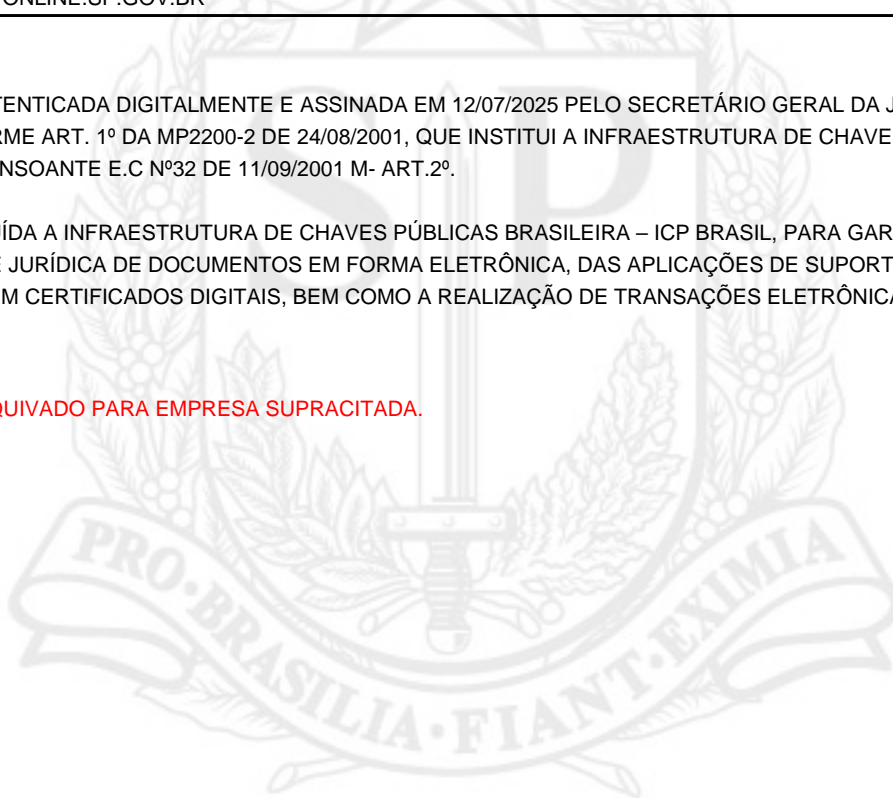 ONLINE.SP.GOV.BR
TENTICADA DIGITALMENTE E ASSINADA EM 12/07/2025 PELO SECRETÁRIO GERAL DA J
RME ART. 1º DA MP2200-2 DE 24/08/2001, QUE INSTITUI A INFRAESTRUTURA DE CHAVE
NSOANTE E.C Nº32 DE 11/09/2001 M- ART.2º.
UÍDA A INFRAESTRUTURA DE CHAVES PÚBLICAS BRASILEIRA – ICP BRASIL, PARA GAR
E JURÍDICA DE DOCUMENTOS EM FORMA ELETRÔNICA, DAS APLICAÇÕES DE SUPORT
M CERTIFICADOS DIGITAIS, BEM COMO A REALIZAÇÃO DE TRANSAÇÕES ELETRÔNICA
QUIVADO PARA EMPRESA SUPRACITADA.
SP
PRO·BRASILIA·FIANT·EXIMIA